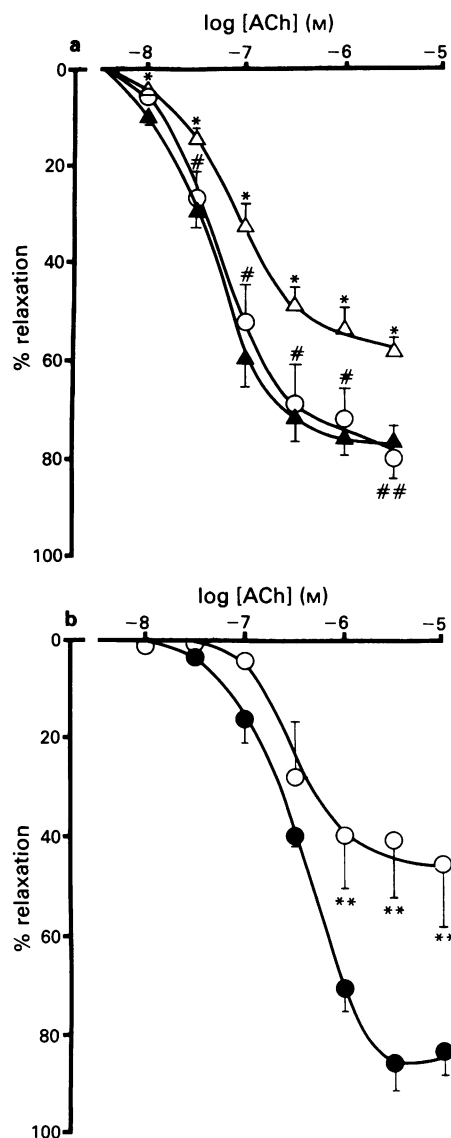 log [ACh] (M)
a
-8 -7 -6 -5
0
20
40
60
80
100
% relaxation
* * * * * *
# # # # ##
log [ACh] (M)
b
-8 -7 -6 -5
0
20
40
60
80
100
% relaxation
** ** **